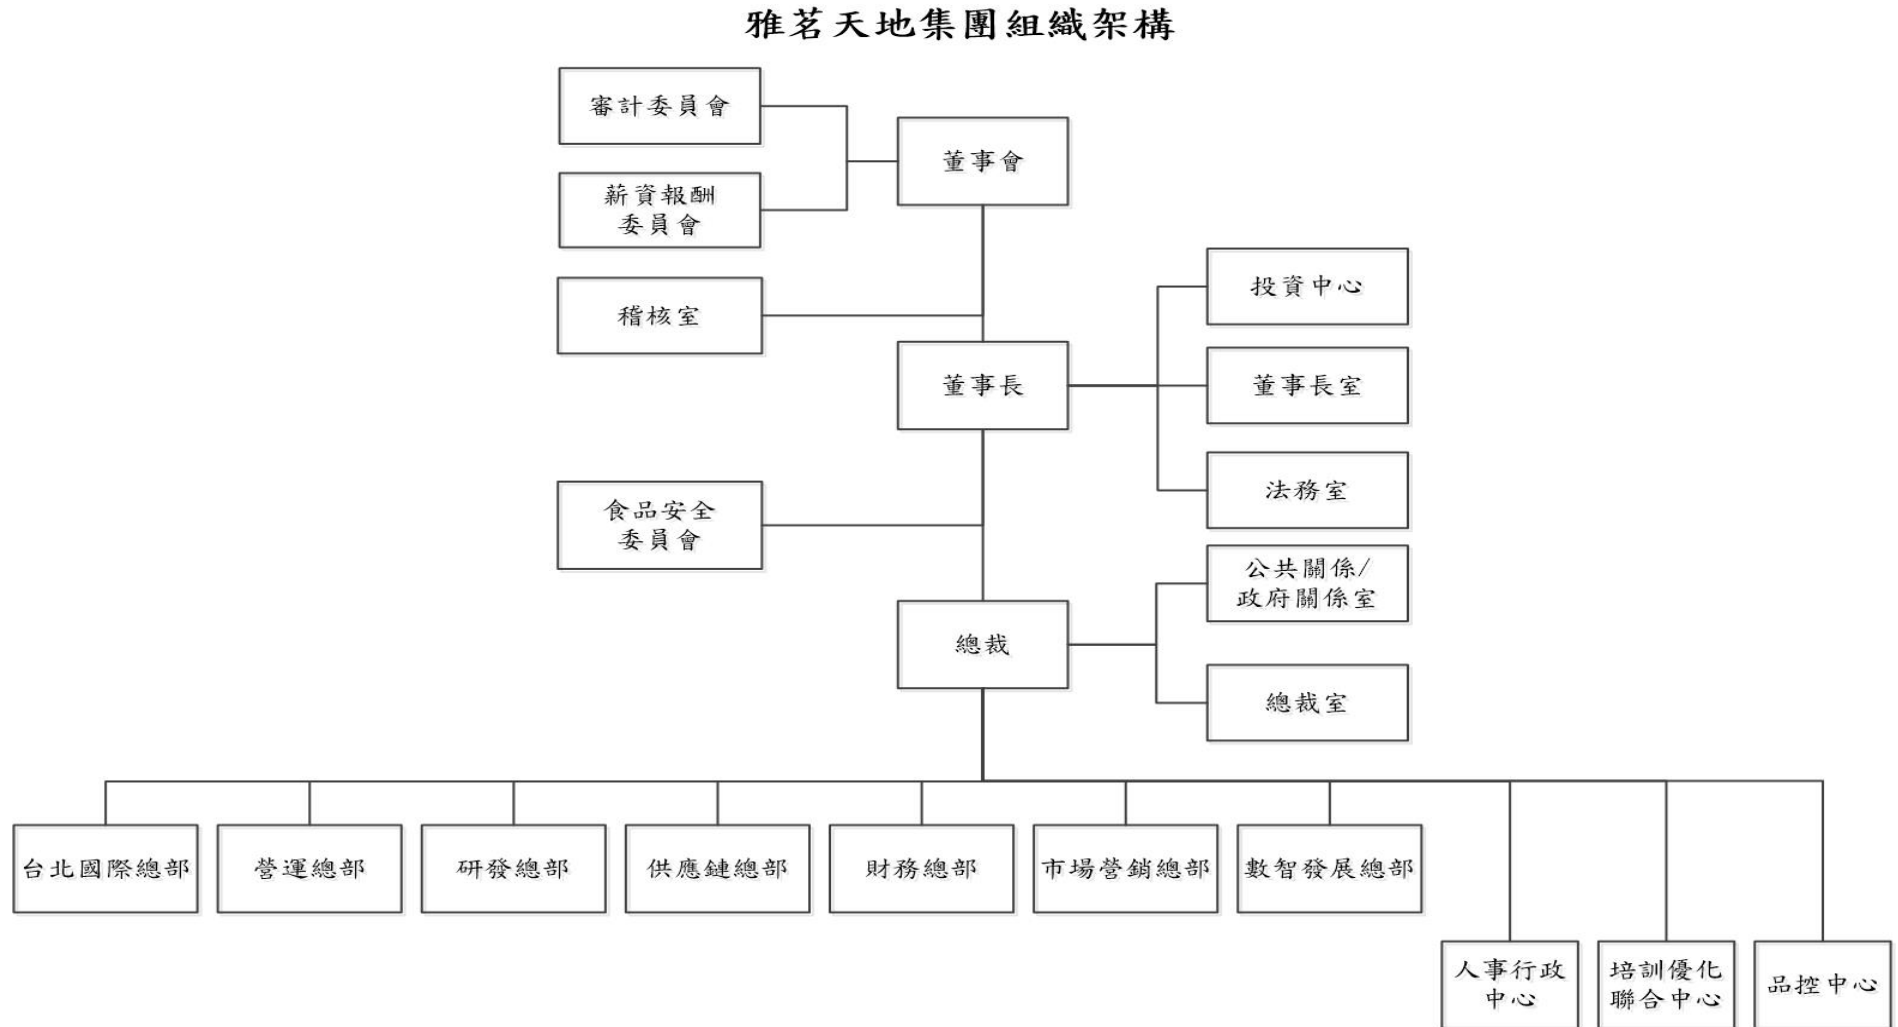 雅茗天地集團組織架構
審計委員會
董事會
薪資報酬
委員會
投資中心
稽核室
董事長
董事長室
法務室
食品安全
委員會
公共關係/
政府關係室
總裁
總裁室
台北國際總部
營運總部
研發總部
供應鏈總部
財務總部
市場營銷總部
數智發展總部
人事行政
中心
培訓優化
聯合中心
品控中心